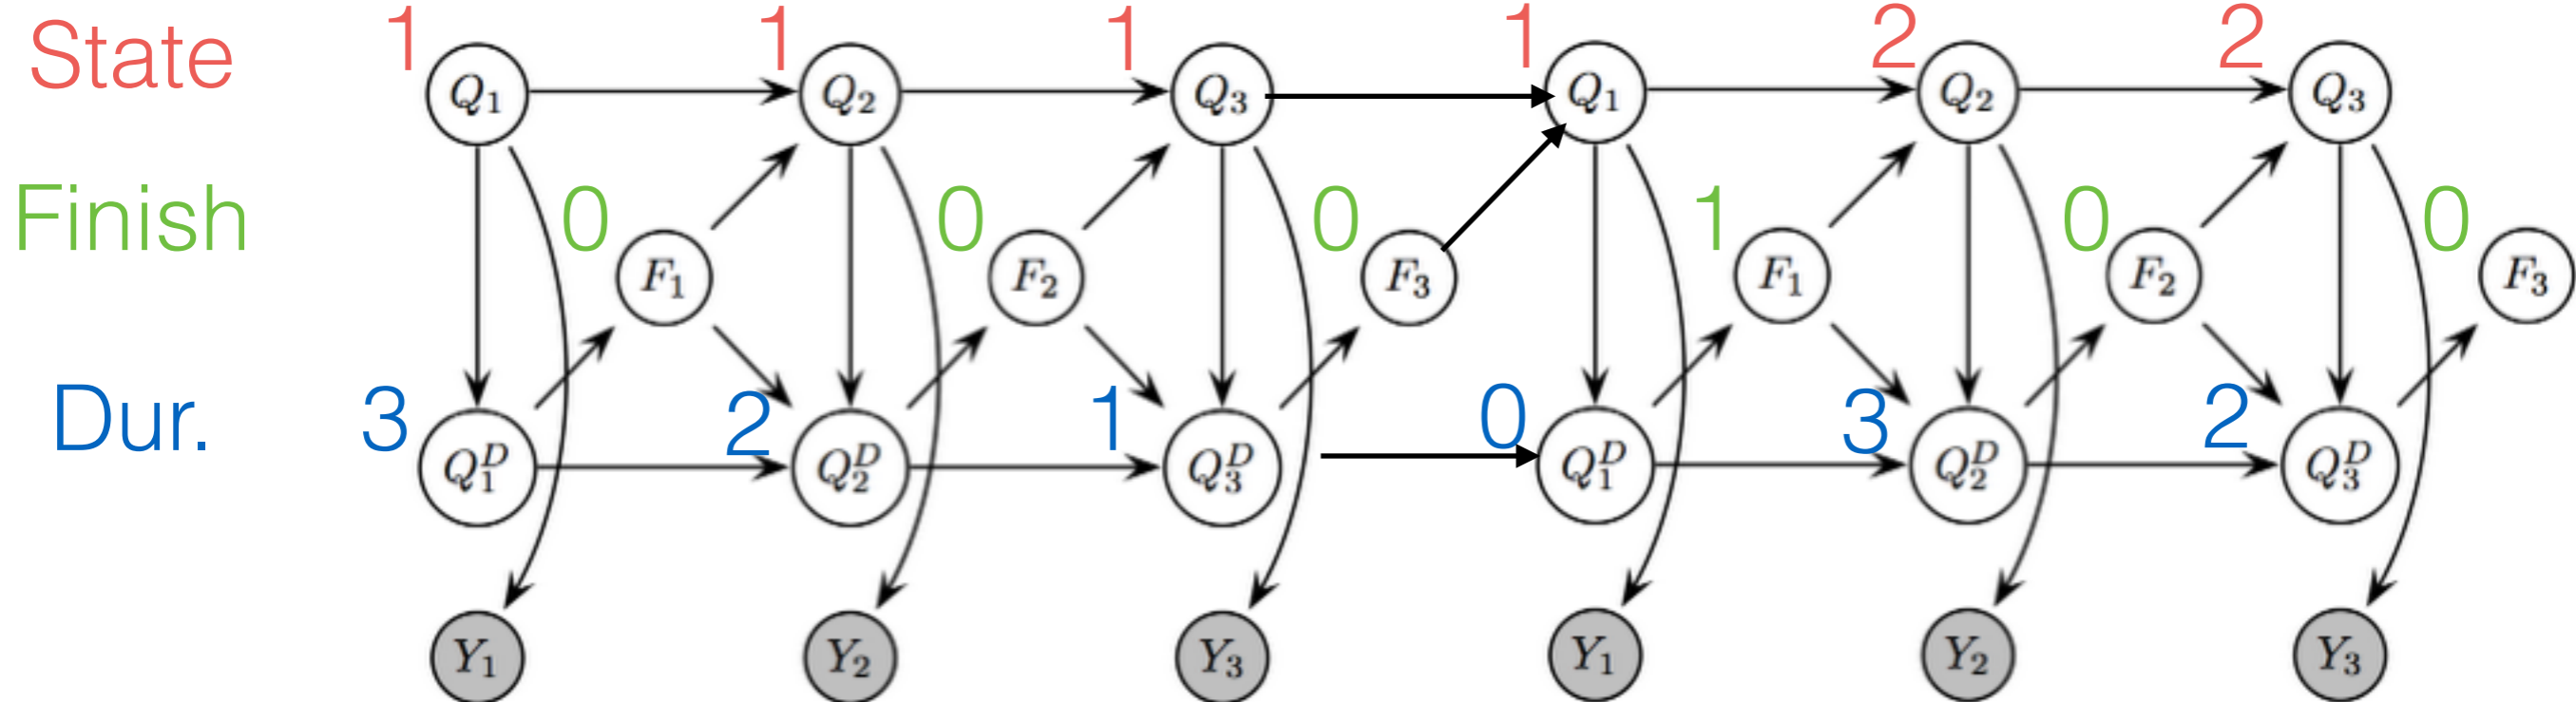 State 1 1 1 1 2 2
Q₁ Q₂ Q₃ Q₁ Q₂ Q₃
Finish 0 0 0 1 0 0
F₁ F₂ F₃ F₁ F₂ F₃
Dur. 3 2 1 0 3 2
Q₁ᴰ Q₂ᴰ Q₃ᴰ Q₁ᴰ Q₂ᴰ Q₃ᴰ
Y₁ Y₂ Y₃ Y₁ Y₂ Y₃